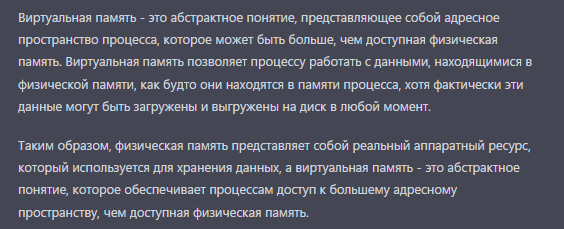 Виртуальная память - это абстрактное понятие, представляющее собой адресное
пространство процесса, которое может быть больше, чем доступная физическая
память. Виртуальная память позволяет процессу работать с данными, находящимися в
физической памяти, как будто они находятся в памяти процесса, хотя фактически эти
данные могут быть загружены и выгружены на диск в любой момент.
Таким образом, физическая память представляет собой реальный аппаратный ресурс,
который используется для хранения данных, а виртуальная память - это абстрактное
понятие, которое обеспечивает процессам доступ к большему адресному
пространству, чем доступная физическая память.